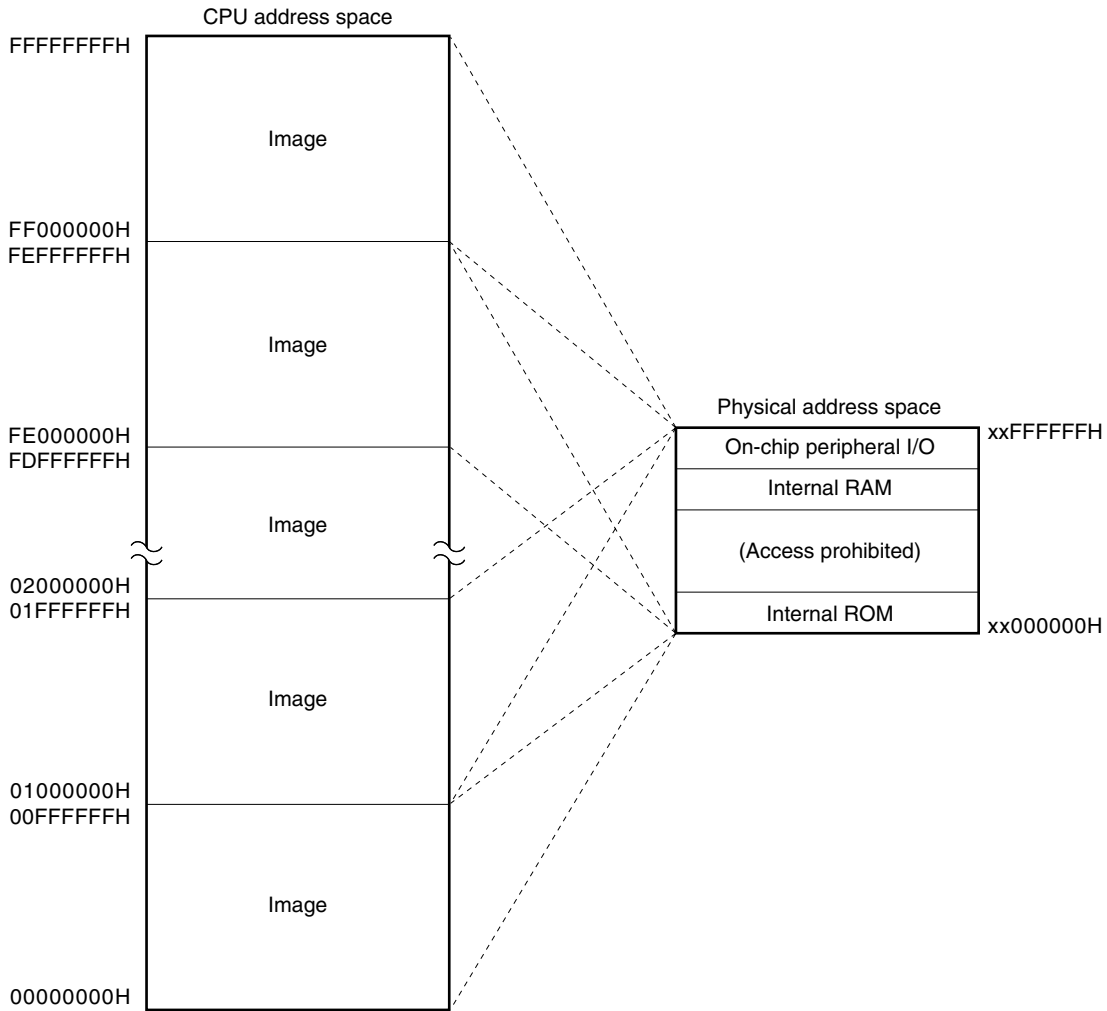 CPU address space
FFFFFFFFH
Image
FF000000H
FEFFFFFFH
Image
FE000000H
FDFFFFFFH
Image
02000000H
01FFFFFFH
Image
01000000H
00FFFFFFH
Image
00000000H
Physical address space
xxFFFFFFH
On-chip peripheral I/O
Internal RAM
(Access prohibited)
Internal ROM
xx000000H